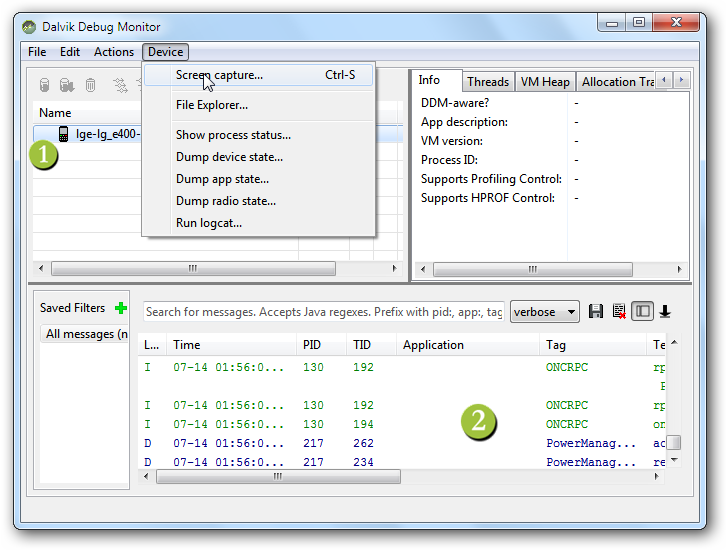 Dalvik Debug Monitor
File Edit Actions Device
Screen capture... Ctrl-S
File Explorer...
Show process status...
Dump device state...
Dump app state...
Dump radio state...
Run logcat...
Name
lge-lg_e400-
1
Info Threads VM Heap Allocation Tra
DDM-aware? -
App description: -
VM version: -
Process ID: -
Supports Profiling Control: -
Supports HPROF Control: -
Saved Filters
All messages (n
Search for messages. Accepts Java regexes. Prefix with pid:, app:, tag verbose
L... Time PID TID Application Tag Te
I 07-14 01:56:0... 130 192 ONCRPC rp
P
I 07-14 01:56:0... 130 192 ONCRPC rp
I 07-14 01:56:0... 130 194 ONCRPC on
D 07-14 01:56:0... 217 262 PowerManag... ac
D 07-14 01:56:0... 217 234 PowerManag... re
2